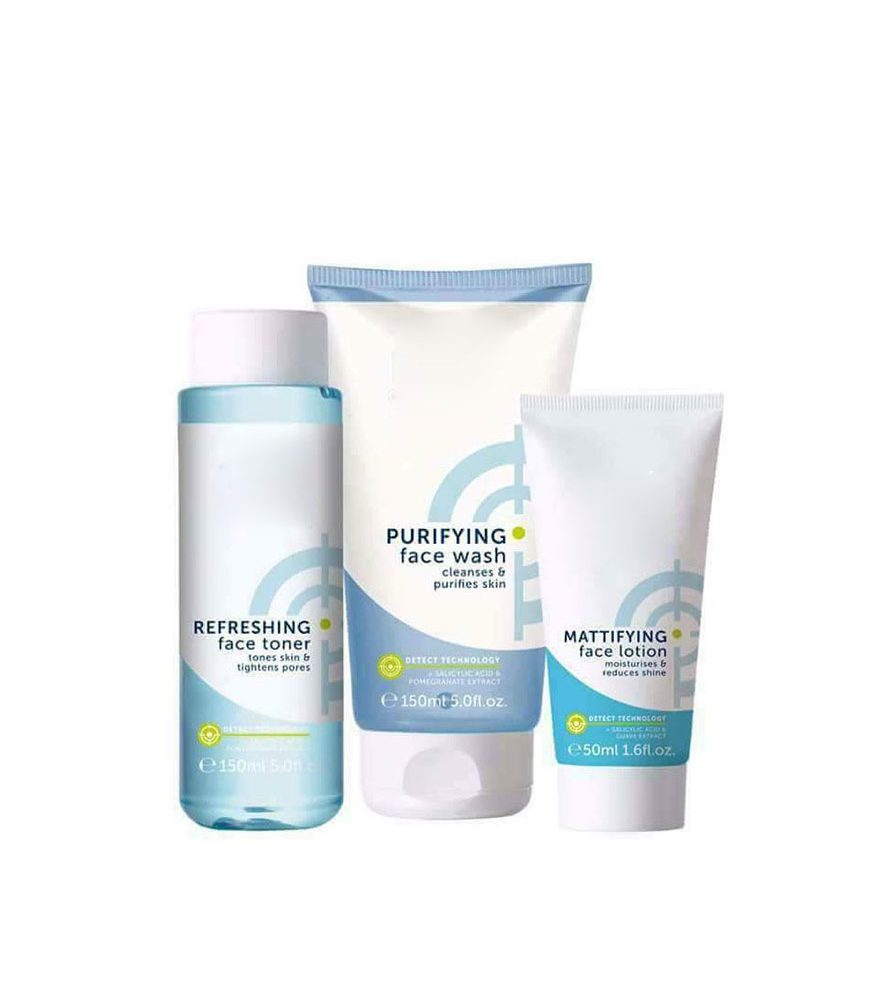 REFRESHING
face toner
tones skin &
tightens pores
DETECT TECHNOLOGY
℮ 150ml 5.0fl
PURIFYING
face wash
cleanses &
purifies skin
DETECT TECHNOLOGY
+ SALICYLIC ACID &
POMEGRANATE EXTRACT
℮ 150ml 5.0fl.oz.
MATTIFYING
face lotion
moisturises &
reduces shine
DETECT TECHNOLOGY
+ SALICYLIC ACID &
GUAVA EXTRACT
℮ 50ml 1.6fl.oz.